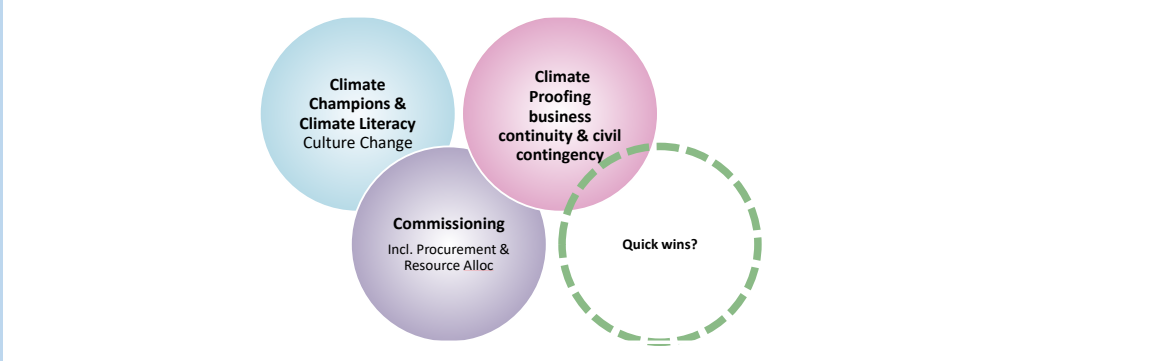 Climate
Champions &
Climate Literacy
Culture Change
Climate
Proofing
business
continuity & civil
contingency
Commissioning
Incl. Procurement &
Resource Alloc
Quick wins?